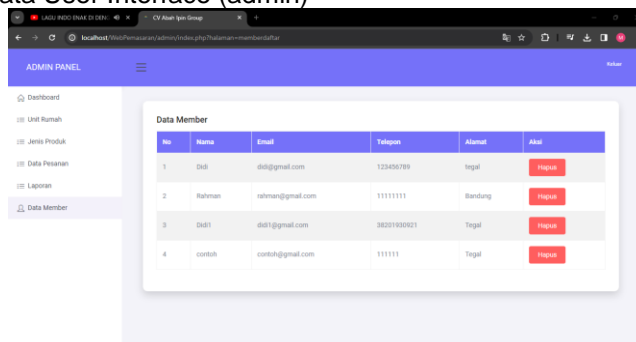 ata User Interface (admin)
LAGU INDO ENAK DI DEN
CV Abah Ipin Group
localhost/WebPemasaran/admin/index.php?halaman=memberdaftar
ADMIN PANEL
Keluar
Dashboard
Unit Rumah
Jenis Produk
Data Pesanan
Laporan
Data Member
Data Member
No Nama Email Telepon Alamat Aksi
1 Didi didi@gmail.com 123456789 tegal Hapus
2 Rahman rahman@gmail.com 11111111 Bandung Hapus
3 Didi1 didi1@gmail.com 38201930921 Tegal Hapus
4 contoh contoh@gmail.com 111111 Tegal Hapus